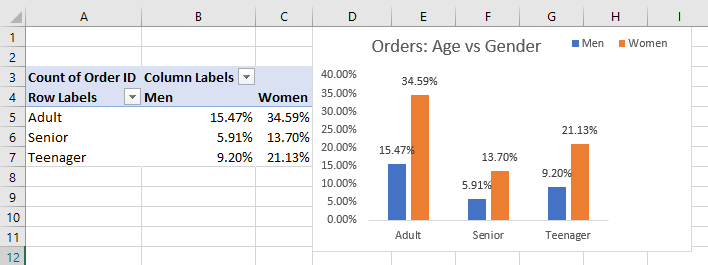 A B C D E F G H I
1
2
3 Count of Order ID Column Labels
4 Row Labels Men Women
5 Adult 15.47% 34.59%
6 Senior 5.91% 13.70%
7 Teenager 9.20% 21.13%
8
9
10
11
12
Orders: Age vs Gender
Men Women
40.00%
35.00%
30.00%
25.00%
20.00%
15.00%
10.00%
5.00%
0.00%
15.47% 34.59%
5.91% 13.70%
9.20% 21.13%
Adult Senior Teenager